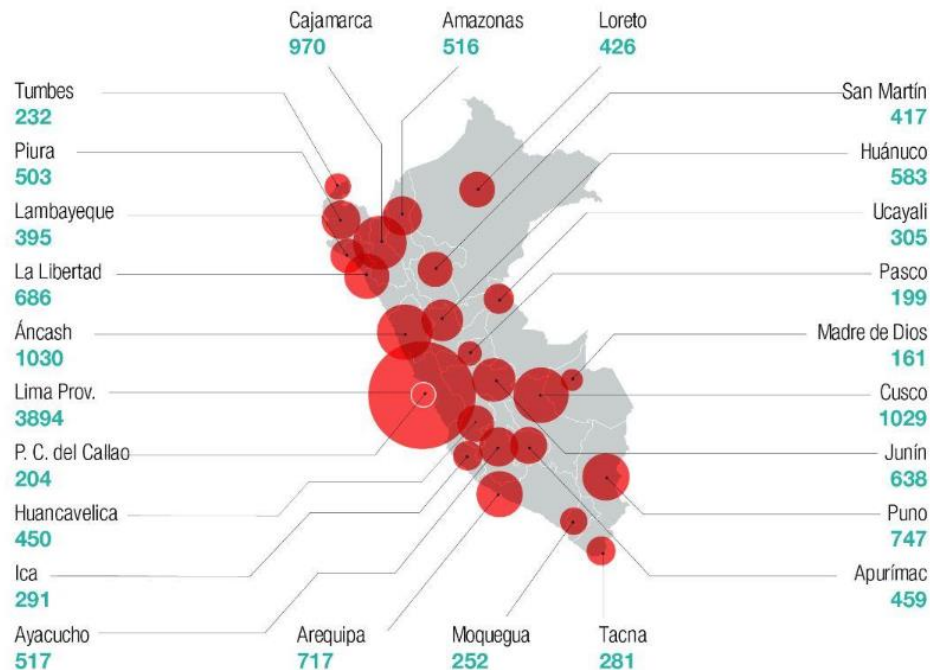 Cajamarca
970
Amazonas
516
Loreto
426
Tumbes
232
Piura
503
Lambayeque
395
La Libertad
686
Áncash
1030
Lima Prov.
3894
P. C. del Callao
204
Huancavelica
450
Ica
291
Ayacucho
517
Arequipa
717
Moquegua
252
Tacna
281
San Martín
417
Huánuco
583
Ucayali
305
Pasco
199
Madre de Dios
161
Cusco
1029
Junín
638
Puno
747
Apurímac
459